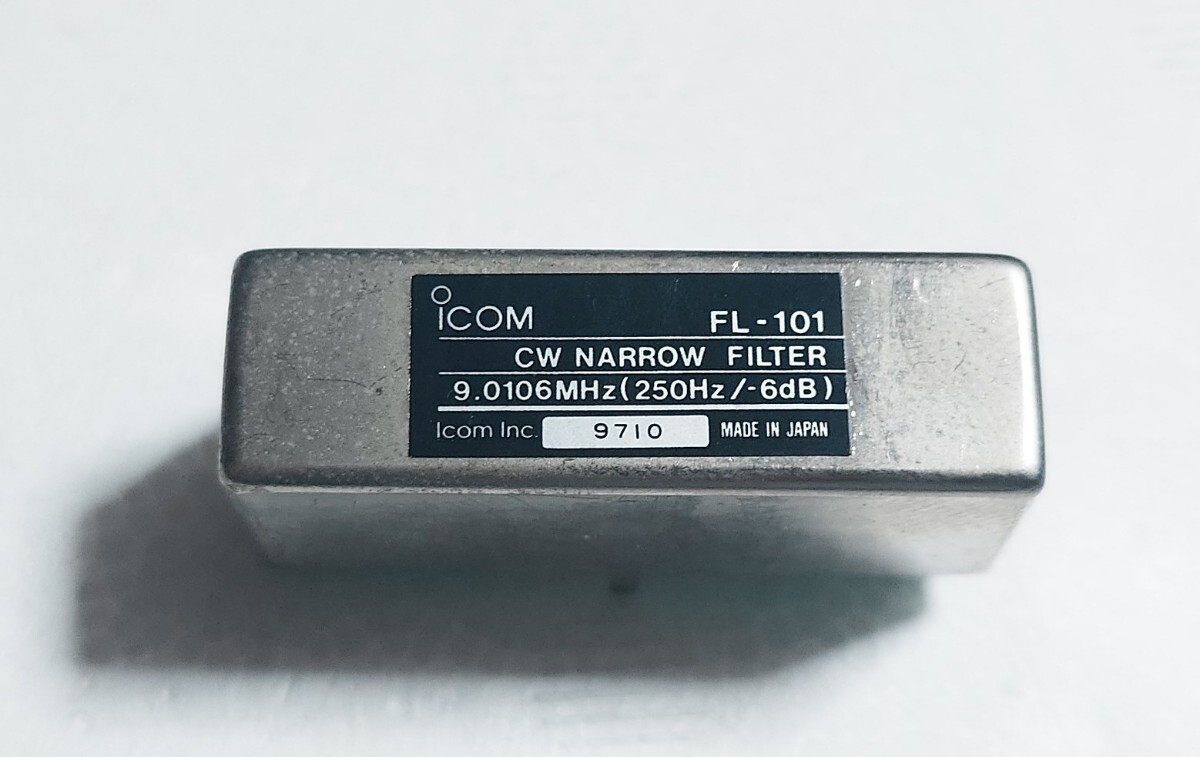 ICOM
FL-101
CW NARROW FILTER
9.0106MHz(250Hz/-6dB)
Icom Inc. 9710 MADE IN JAPAN